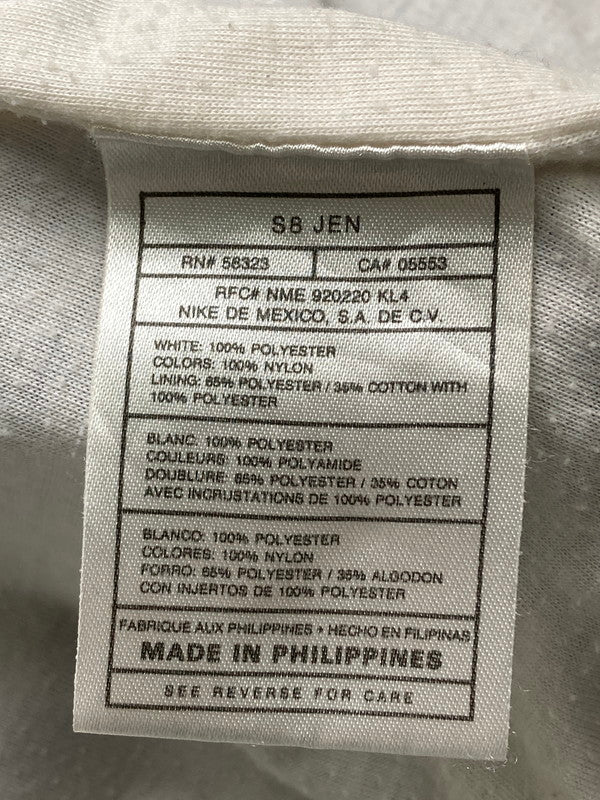 SB JEN
RN# 56323 CA# 05553
RFC# NME 920220 KL4
NIKE DE MEXICO, S.A. DE C.V.
WHITE: 100% POLYESTER
COLORS: 100% NYLON
LINING: 65% POLYESTER / 35% COTTON WITH
100% POLYESTER
BLANC: 100% POLYESTER
COULEURS: 100% POLYAMIDE
DOUBLURE: 65% POLYESTER / 35% COTON
AVEC INCRUSTATIONS DE 100% POLYESTER
BLANCO: 100% POLYESTER
COLORES: 100% NYLON
FORRO: 65% POLYESTER / 35% ALGODON
CON INJERTOS DE 100% POLYESTER
FABRIQUE AUX PHILIPPINES • HECHO EN FILIPINAS
MADE IN PHILIPPINES
SEE REVERSE FOR CARE